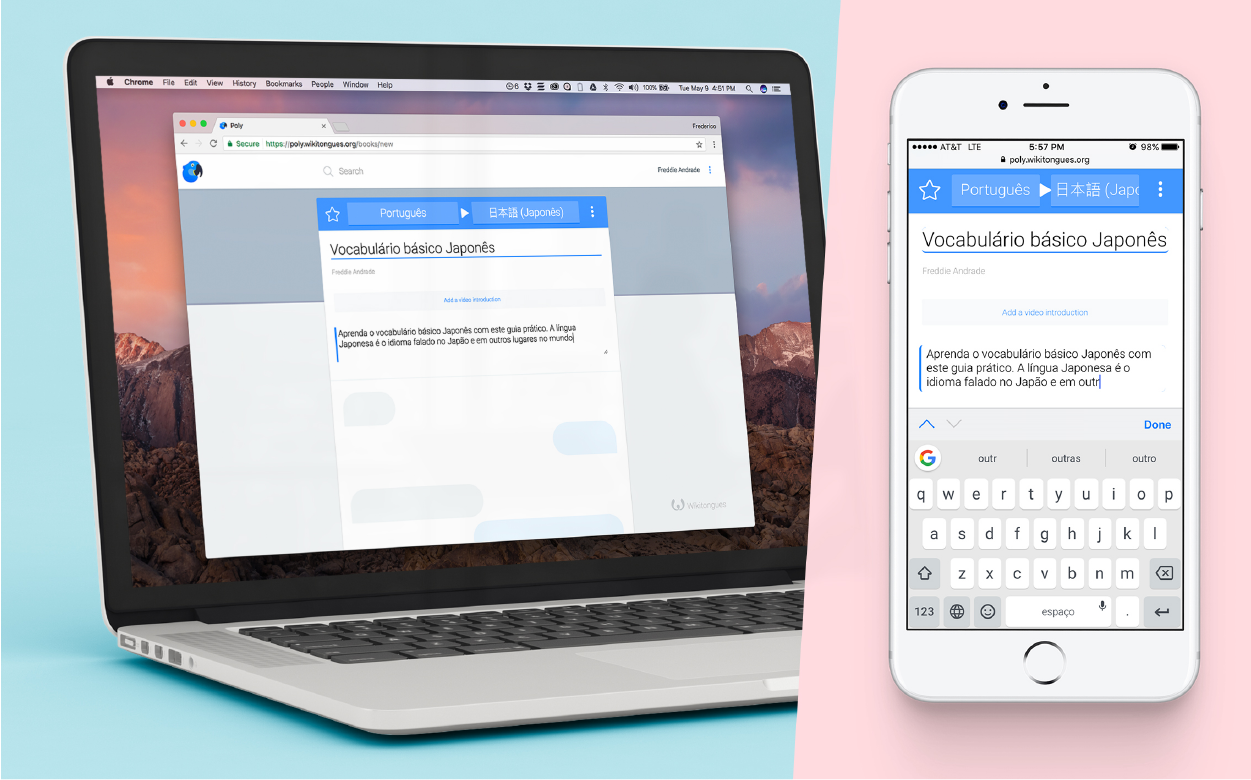 Chrome File Edit View History Bookmarks People Window Help
6 100% Tue May 9 4:51 PM
Poly
Frederico
Secure https://poly.wikitongues.org/books/new
Search
Freddie Andrade
Português
日本語 (Japonês)
Vocabulário básico Japonês
Freddie Andrade
Add a video introduction
Aprenda o vocabulário básico Japonês com este guia prático. A língua
Japonesa é o idioma falado no Japão e em outros lugares no mundo
Wikitongues
AT&T LTE 5:57 PM 98%
poly.wikitongues.org
Português
日本語 (Japo
Vocabulário básico Japonês
Freddie Andrade
Add a video introduction
Aprenda o vocabulário básico Japonês com
este guia prático. A língua Japonesa é o
idioma falado no Japão e em outr
Done
G outr outras outro
q w e r t y u i o p
a s d f g h j k l
z x c v b n m
123 espaço .